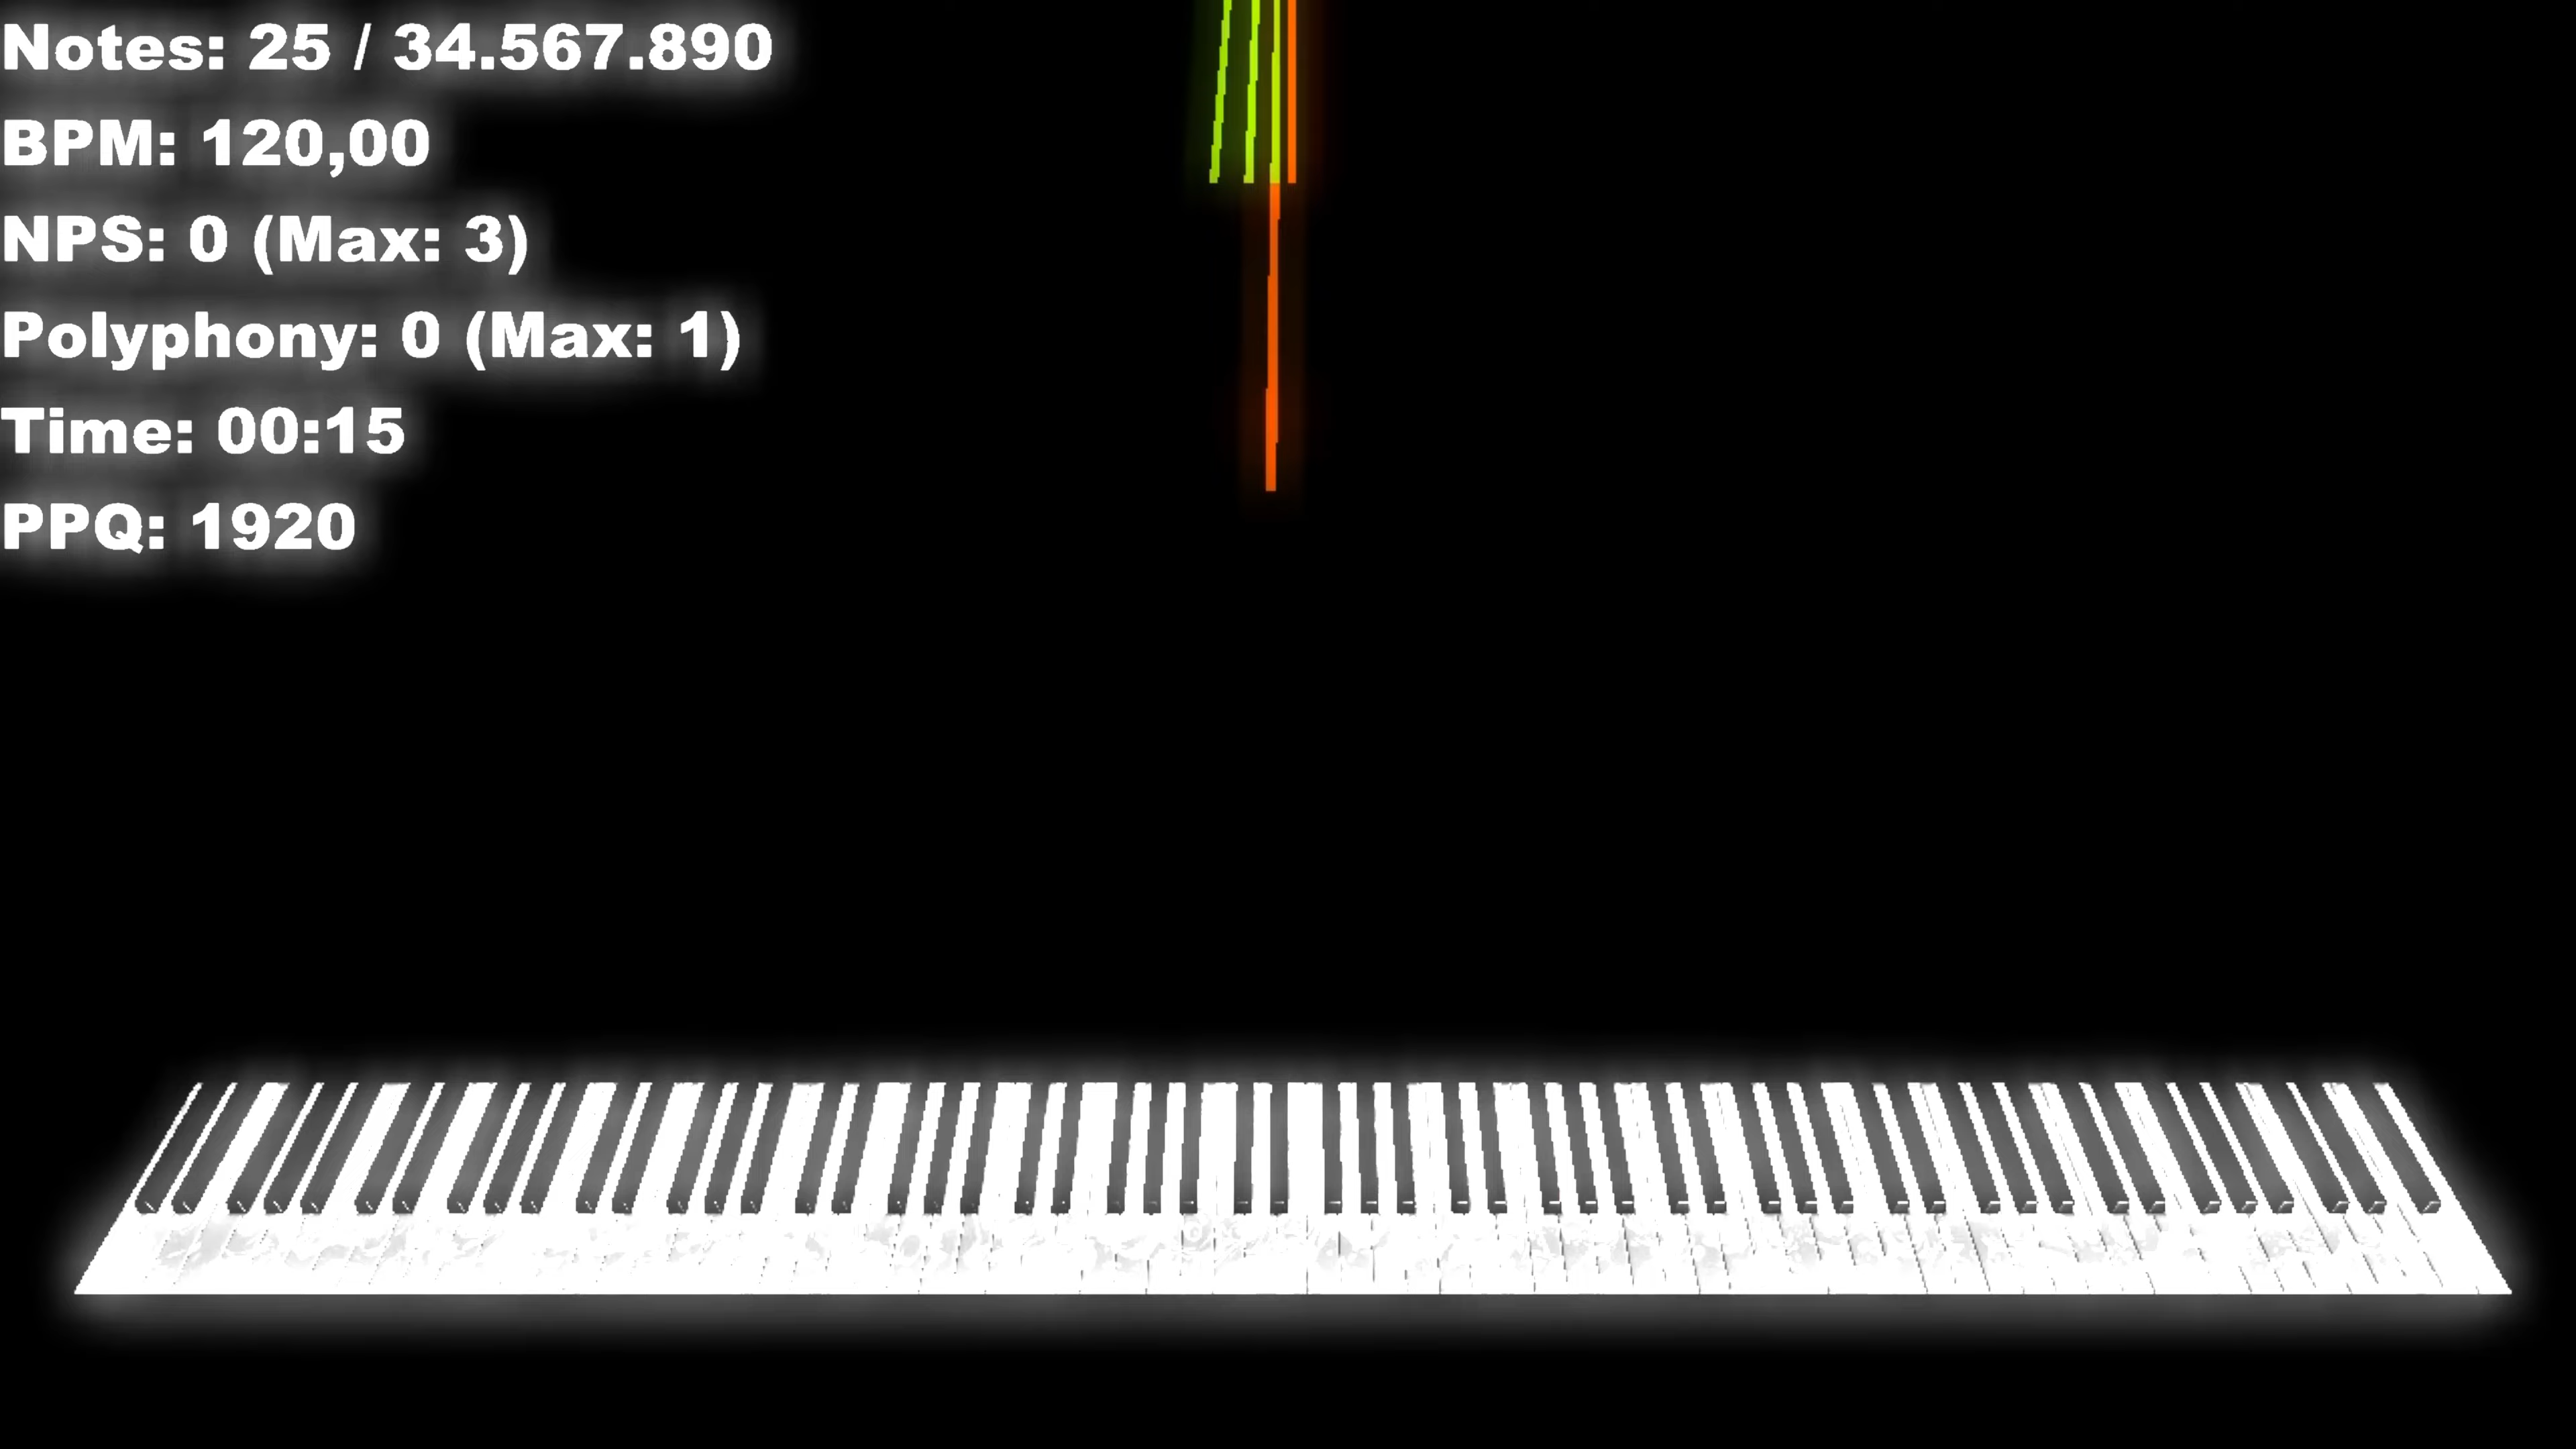 Notes: 25 / 34.567.890
BPM: 120,00
NPS: 0 (Max: 3)
Polyphony: 0 (Max: 1)
Time: 00:15
PPQ: 1920